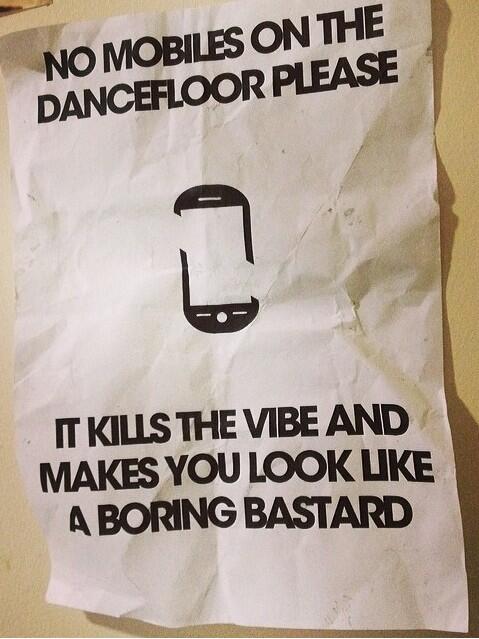 NO MOBILES ON THE
DANCEFLOOR PLEASE
IT KILLS THE VIBE AND
MAKES YOU LOOK LIKE
A BORING BASTARD